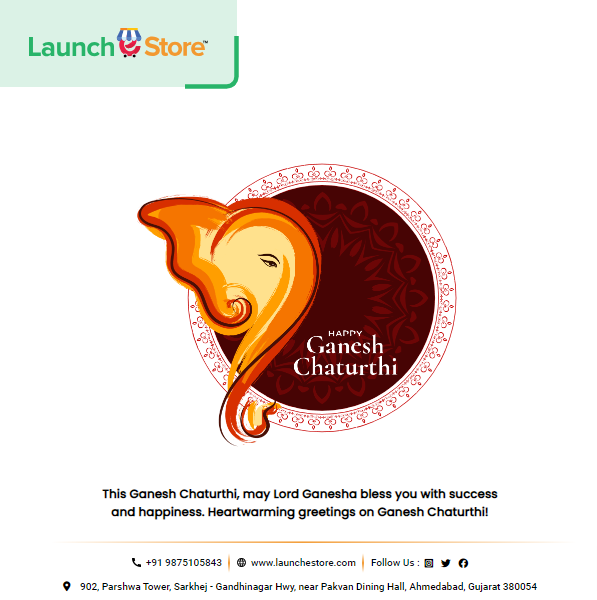 Launch e Store™
HAPPY
Ganesh
Chaturthi
This Ganesh Chaturthi, may Lord Ganesha bless you with success
and happiness. Heartwarming greetings on Ganesh Chaturthi!
+91 9875105843 www.launchestore.com Follow Us :
902, Parshwa Tower, Sarkhej - Gandhinagar Hwy, near Pakvan Dining Hall, Ahmedabad, Gujarat 380054